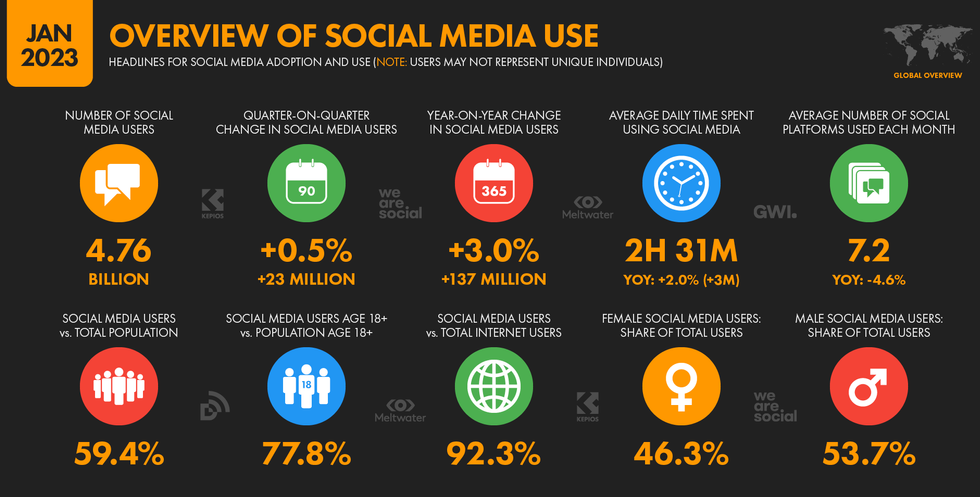 JAN
2023
OVERVIEW OF SOCIAL MEDIA USE
HEADLINES FOR SOCIAL MEDIA ADOPTION AND USE (NOTE: USERS MAY NOT REPRESENT UNIQUE INDIVIDUALS)
GLOBAL OVERVIEW
NUMBER OF SOCIAL
MEDIA USERS
4.76
BILLION
QUARTER-ON-QUARTER
CHANGE IN SOCIAL MEDIA USERS
90
+0.5%
+23 MILLION
YEAR-ON-YEAR CHANGE
IN SOCIAL MEDIA USERS
365
+3.0%
+137 MILLION
AVERAGE DAILY TIME SPENT
USING SOCIAL MEDIA
2H 31M
YOY: +2.0% (+3M)
AVERAGE NUMBER OF SOCIAL
PLATFORMS USED EACH MONTH
7.2
YOY: -4.6%
KEPIOS
we
are.
social
Meltwater
GWI.
SOCIAL MEDIA USERS
vs. TOTAL POPULATION
59.4%
SOCIAL MEDIA USERS AGE 18+
vs. POPULATION AGE 18+
18
77.8%
SOCIAL MEDIA USERS
vs. TOTAL INTERNET USERS
92.3%
FEMALE SOCIAL MEDIA USERS:
SHARE OF TOTAL USERS
46.3%
MALE SOCIAL MEDIA USERS:
SHARE OF TOTAL USERS
53.7%
Meltwater
KEPIOS
we
are.
social